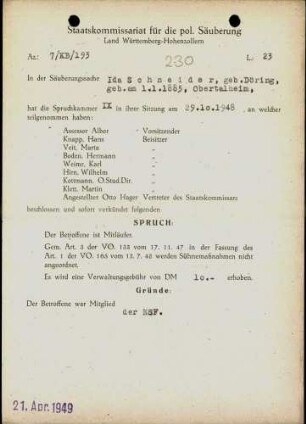 Staatskommissariat für die pol. Säuberung
Land Württemberg-Hohenzollern
Az.: 7/KB/193
230
L: 23
In der Säuberungssache Ida Schneider, geb.Döring,
geb.am 1.1.1885, Obertalheim,
hat die Spruchkammer IX in ihrer Sitzung am 29.10.1948, an welcher
teilgenommen haben:
Assessor Alber Vorsitzender
Knapp, Hans Beisitzer
Veit, Marta "
Boden, Hermann "
Weine, Karl "
Hirn, Wilhelm "
Kottmann, O.Stud.Dir. "
Klett, Martin "
Angestellter Otto Hager Vertreter des Staatskommissars
beschlossen und sofort verkündet folgenden
SPRUCH:
Der Betroffene ist Mitläufer.
Gem. Art. 3 der VO. 133 vom 17. 11. 47 in der Fassung des
Art. 1 der VO. 165 vom 13. 7. 48 werden Sühnemaßnahmen nicht
angeordnet.
Es wird eine Verwaltungsgebühr von DM 10.- erhoben.
Gründe:
Der Betroffene war Mitglied
der NSF.
21. Apr. 1949